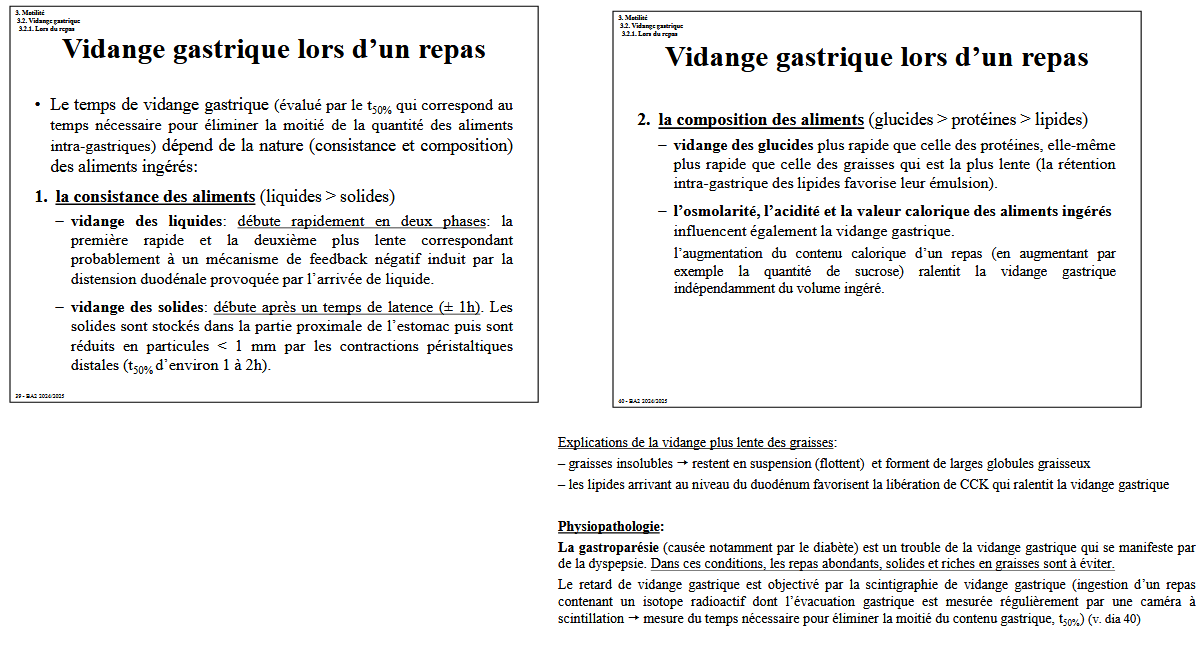 3. Motilité
3.2. Vidange gastrique
3.2.1. Lors du repas
Vidange gastrique lors d’un repas
• Le temps de vidange gastrique (évalué par le t50% qui correspond au
temps nécessaire pour éliminer la moitié de la quantité des aliments
intra-gastriques) dépend de la nature (consistance et composition)
des aliments ingérés:
1. la consistance des aliments (liquides > solides)
– vidange des liquides: débute rapidement en deux phases: la
première rapide et la deuxième plus lente correspondant
probablement à un mécanisme de feedback négatif induit par la
distension duodénale provoquée par l’arrivée de liquide.
– vidange des solides: débute après un temps de latence (± 1h). Les
solides sont stockés dans la partie proximale de l’estomac puis sont
réduits en particules < 1 mm par les contractions péristaltiques
distales (t50% d’environ 1 à 2h).
39 - BA2 2024/2025
3. Motilité
3.2. Vidange gastrique
3.2.1. Lors du repas
Vidange gastrique lors d’un repas
2. la composition des aliments (glucides > protéines > lipides)
– vidange des glucides plus rapide que celle des protéines, elle-même
plus rapide que celle des graisses qui est la plus lente (la rétention
intra-gastrique des lipides favorise leur émulsion).
– l’osmolarité, l’acidité et la valeur calorique des aliments ingérés
influencent également la vidange gastrique.
l’augmentation du contenu calorique d’un repas (en augmentant par
exemple la quantité de sucrose) ralentit la vidange gastrique
indépendamment du volume ingéré.
40 - BA2 2024/2025
Explications de la vidange plus lente des graisses:
– graisses insolubles → restent en suspension (flottent) et forment de larges globules graisseux
– les lipides arrivant au niveau du duodénum favorisent la libération de CCK qui ralentit la vidange gastrique
Physiopathologie:
La gastroparésie (causée notamment par le diabète) est un trouble de la vidange gastrique qui se manifeste par
de la dyspepsie. Dans ces conditions, les repas abondants, solides et riches en graisses sont à éviter.
Le retard de vidange gastrique est objectivé par la scintigraphie de vidange gastrique (ingestion d’un repas
contenant un isotope radioactif dont l’évacuation gastrique est mesurée régulièrement par une caméra à
scintillation → mesure du temps nécessaire pour éliminer la moitié du contenu gastrique, t50%) (v. dia 40)